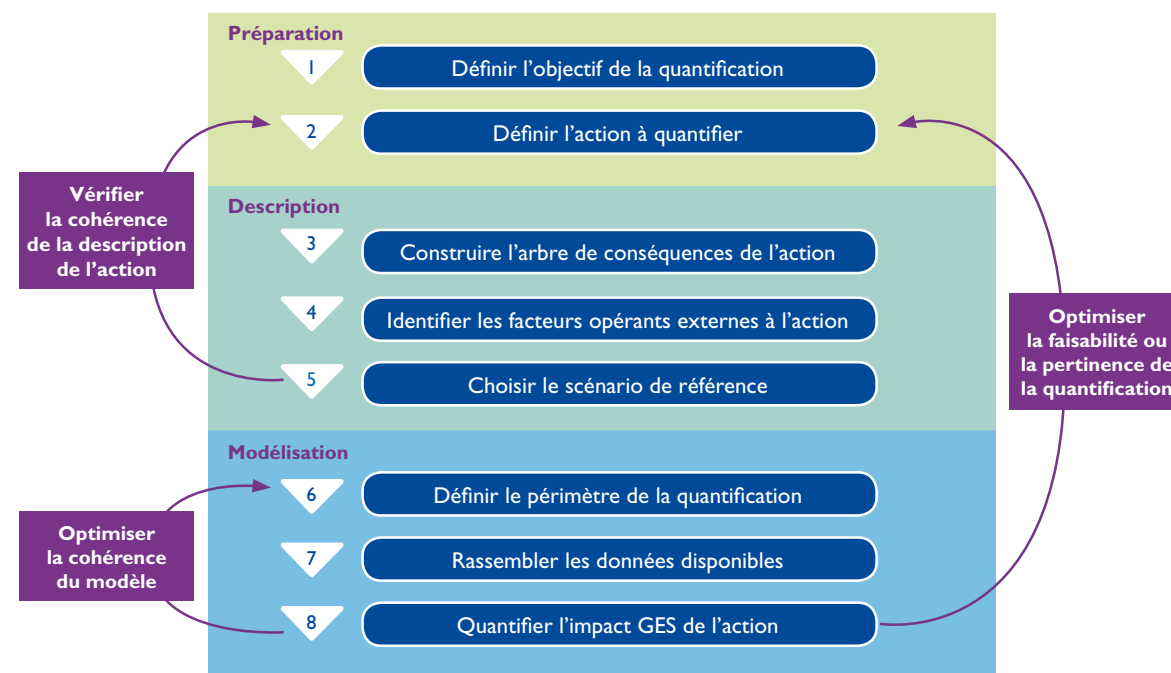 Préparation
1
Définir l’objectif de la quantification
2
Définir l’action à quantifier
Vérifier
la cohérence
de la description
de l’action
Description
3
Construire l’arbre de conséquences de l’action
4
Identifier les facteurs opérants externes à l’action
5
Choisir le scénario de référence
Optimiser
la faisabilité ou
la pertinence de
la quantification
Modélisation
6
Définir le périmètre de la quantification
Optimiser
la cohérence
du modèle
7
Rassembler les données disponibles
8
Quantifier l’impact GES de l’action